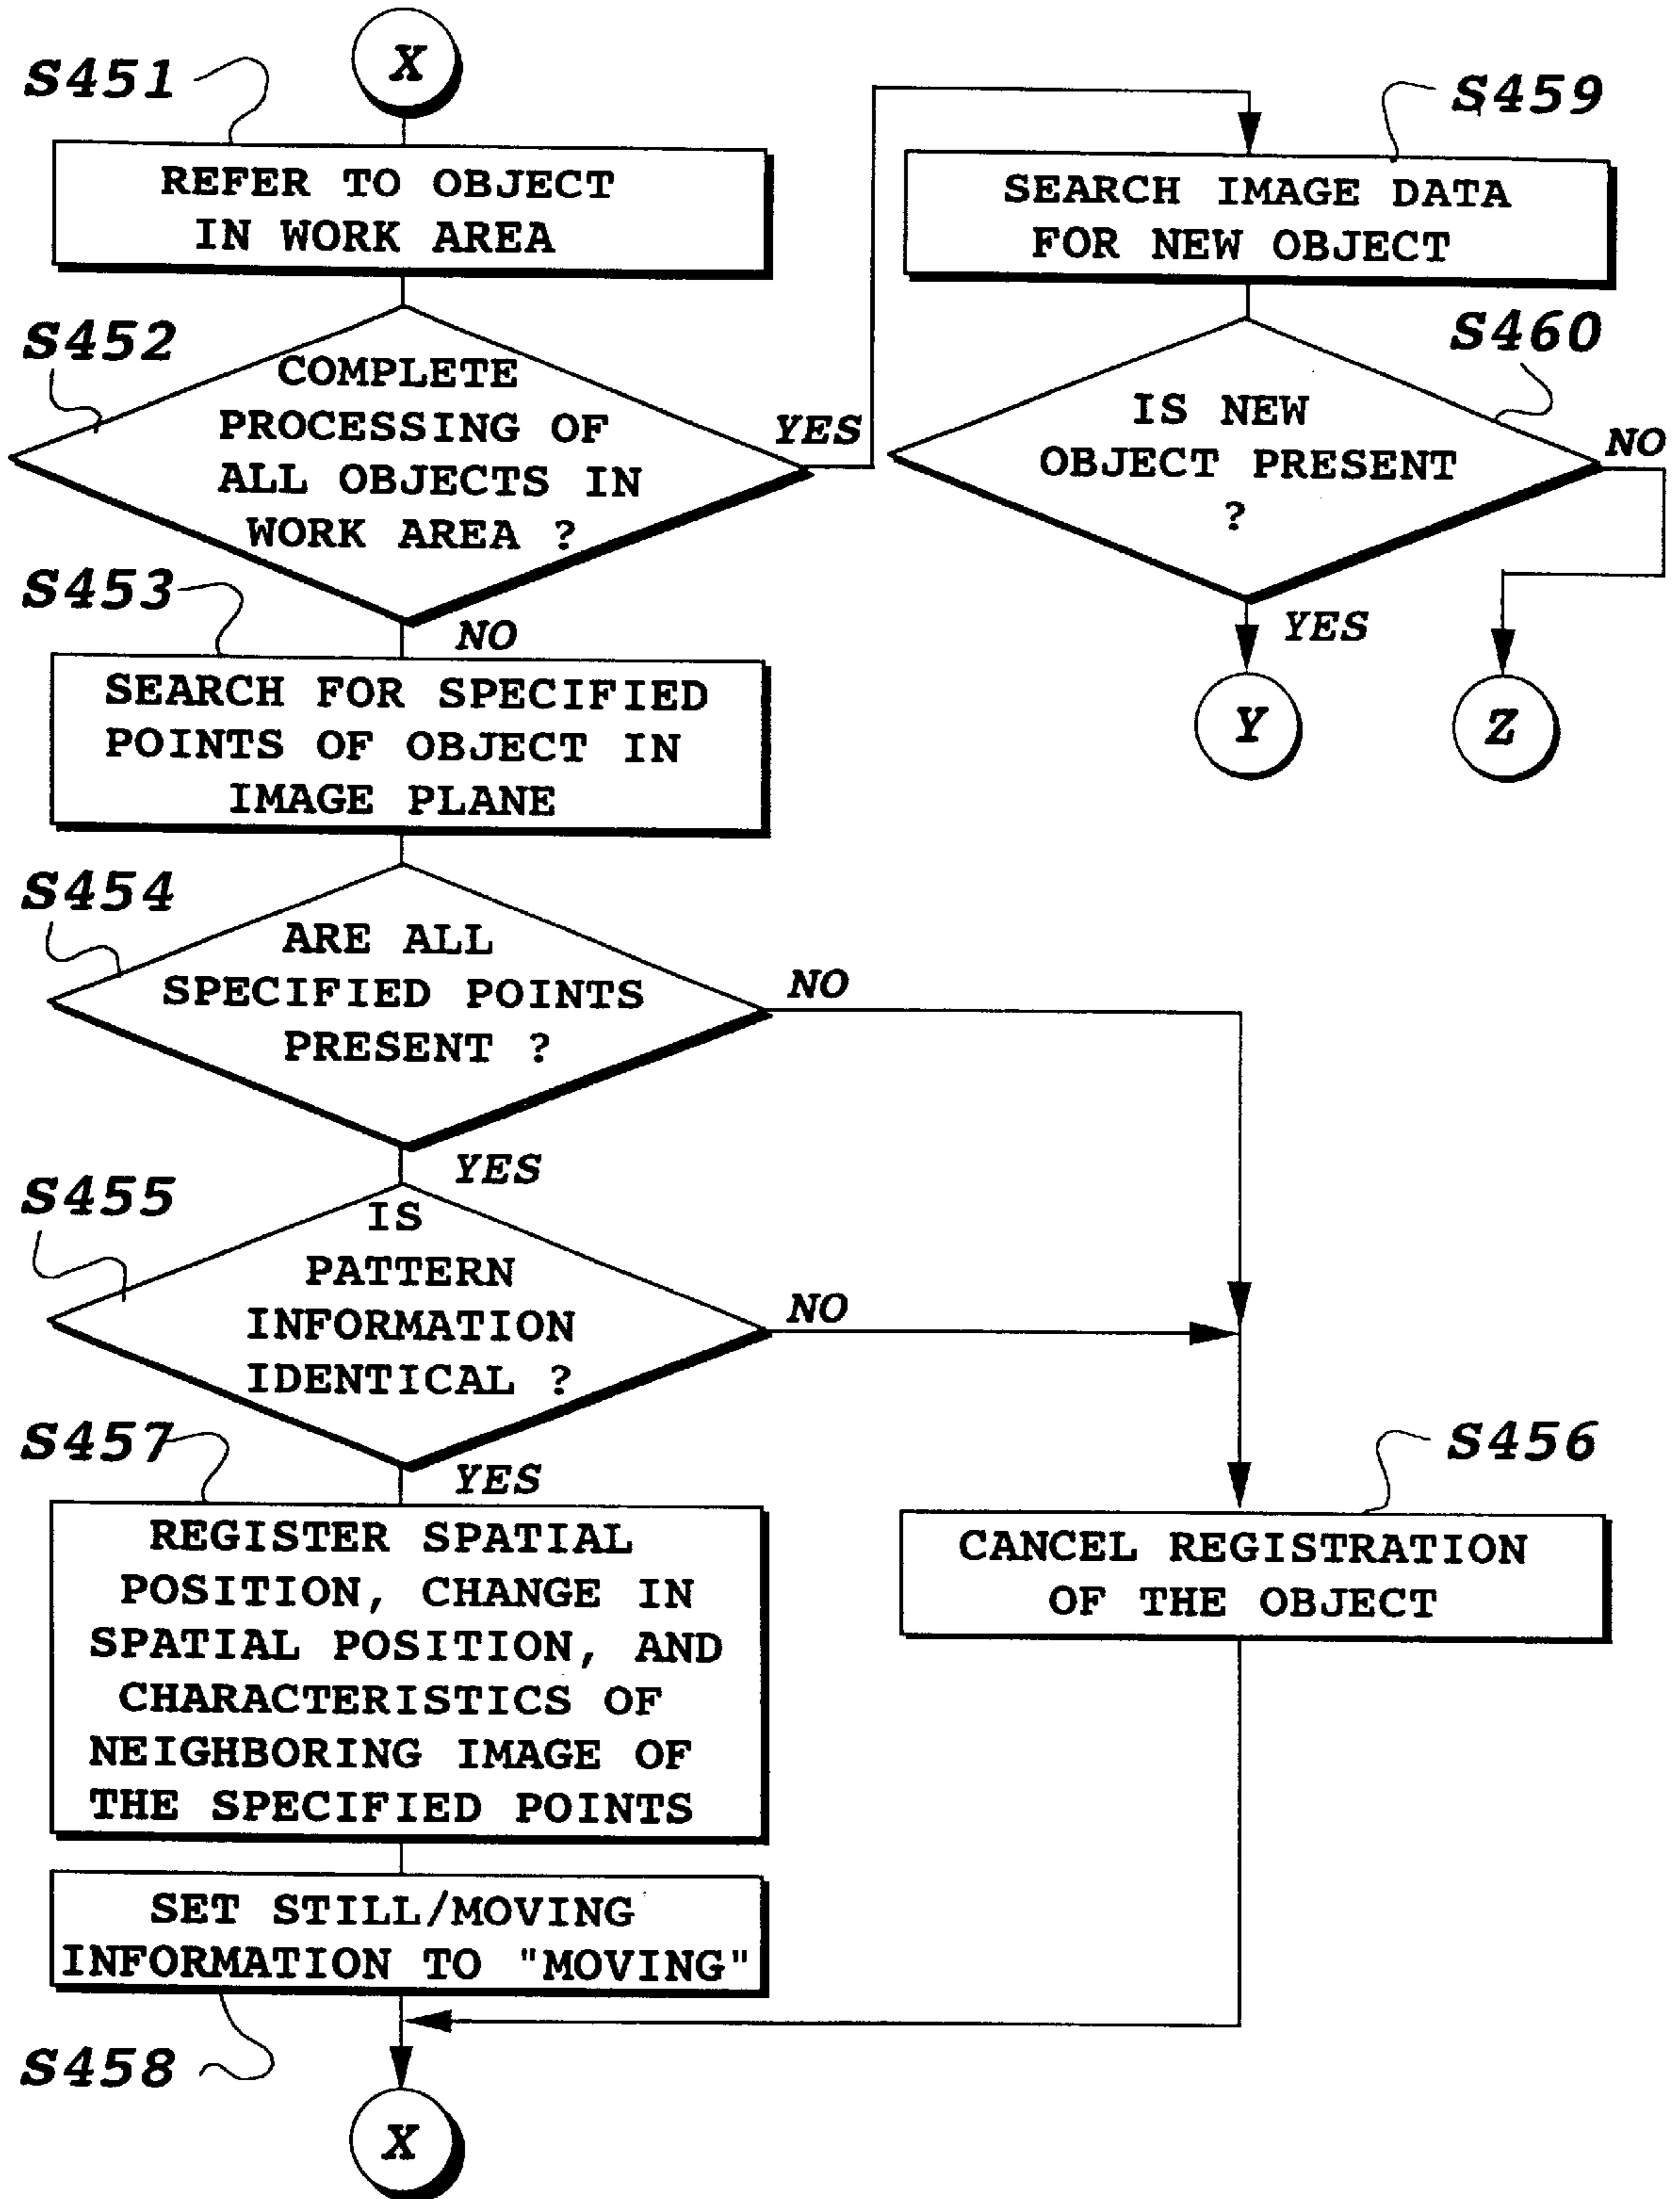 X
S451
REFER TO OBJECT
IN WORK AREA
S452
COMPLETE
PROCESSING OF
ALL OBJECTS IN
WORK AREA ?
YES
NO
S453
SEARCH FOR SPECIFIED
POINTS OF OBJECT IN
IMAGE PLANE
S454
ARE ALL
SPECIFIED POINTS
PRESENT ?
NO
YES
S455
IS
PATTERN
INFORMATION
IDENTICAL ?
NO
YES
S457
REGISTER SPATIAL
POSITION, CHANGE IN
SPATIAL POSITION, AND
CHARACTERISTICS OF
NEIGHBORING IMAGE OF
THE SPECIFIED POINTS
SET STILL/MOVING
INFORMATION TO "MOVING"
S458
X
S459
SEARCH IMAGE DATA
FOR NEW OBJECT
S460
IS NEW
OBJECT PRESENT
?
NO
YES
Y
Z
S456
CANCEL REGISTRATION
OF THE OBJECT